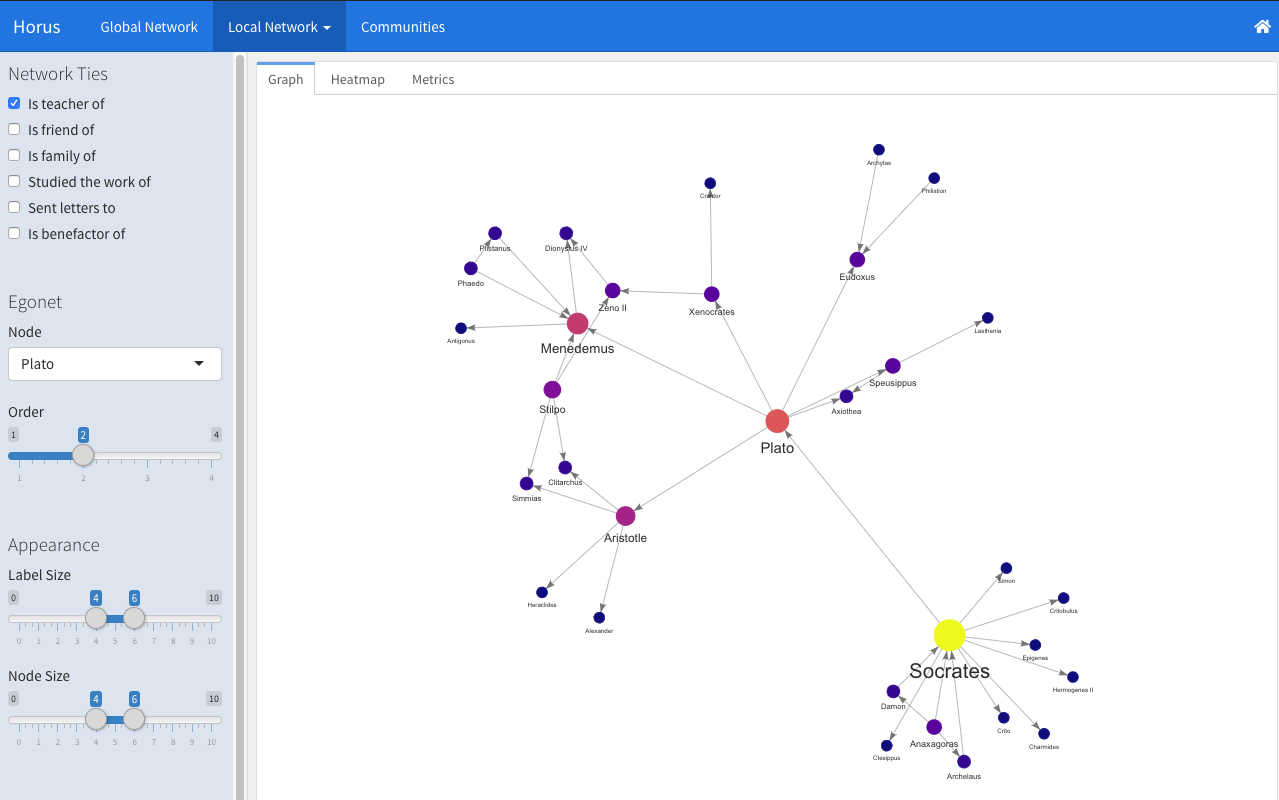 Horus
Global Network
Local Network
Communities
Network Ties
Is teacher of
Is friend of
Is family of
Studied the work of
Sent letters to
Is benefactor of
Egonet
Node
Plato
Order
1 2 4
1 2 3 4
Appearance
Label Size
0 4 6 10
0 1 2 3 4 5 6 7 8 9 10
Node Size
0 4 6 10
0 1 2 3 4 5 6 7 8 9 10
Graph
Heatmap
Metrics
Archytas
Philistion
Plistanus
Dionysius IV
Eudoxus
Phaedo
Zeno II
Xenocrates
Lasthenia
Antigonus
Menedemus
Speusippus
Stilpo
Axiothea
Plato
Clitarchus
Simmias
Aristotle
Simon
Heraclides
Critobulus
Alexander
Epigenes
Socrates
Hermogenes II
Damon
Crito
Anaxagoras
Charmides
Ctesippus
Archelaus